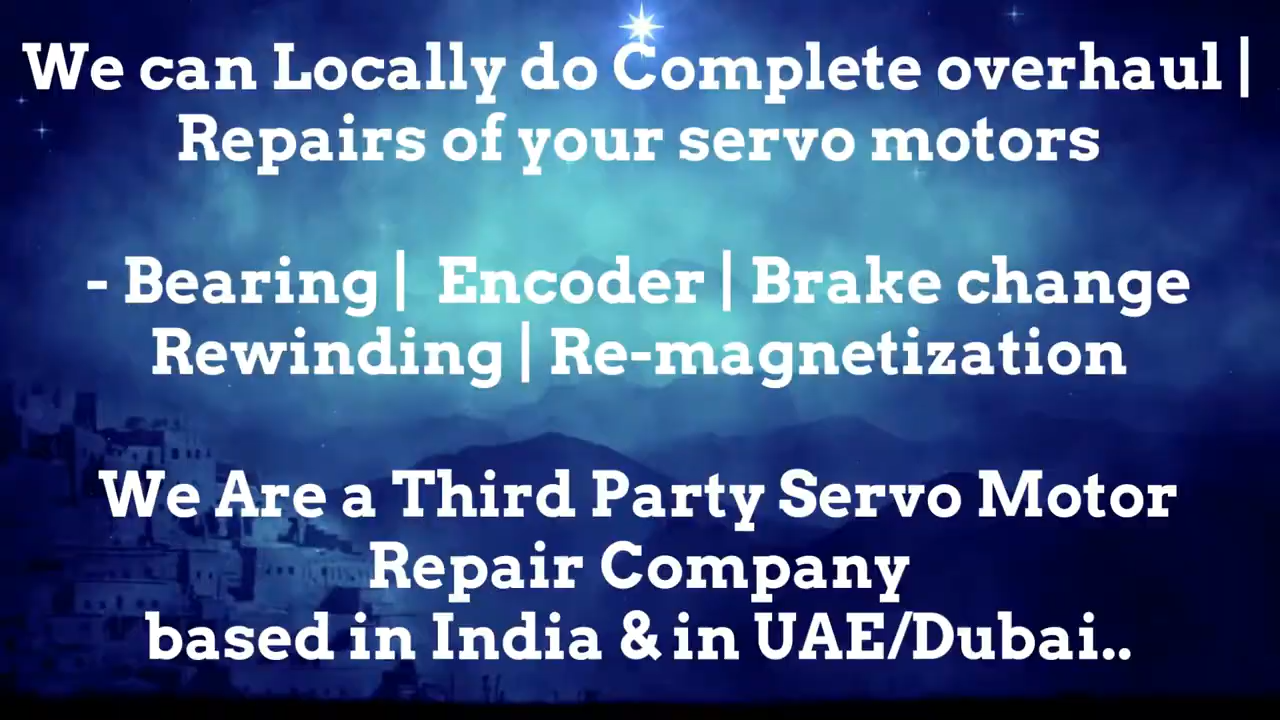 We can Locally do Complete overhaul |
Repairs of your servo motors
- Bearing | Encoder | Brake change
Rewinding | Re-magnetization
We Are a Third Party Servo Motor
Repair Company
based in India & in UAE/Dubai..